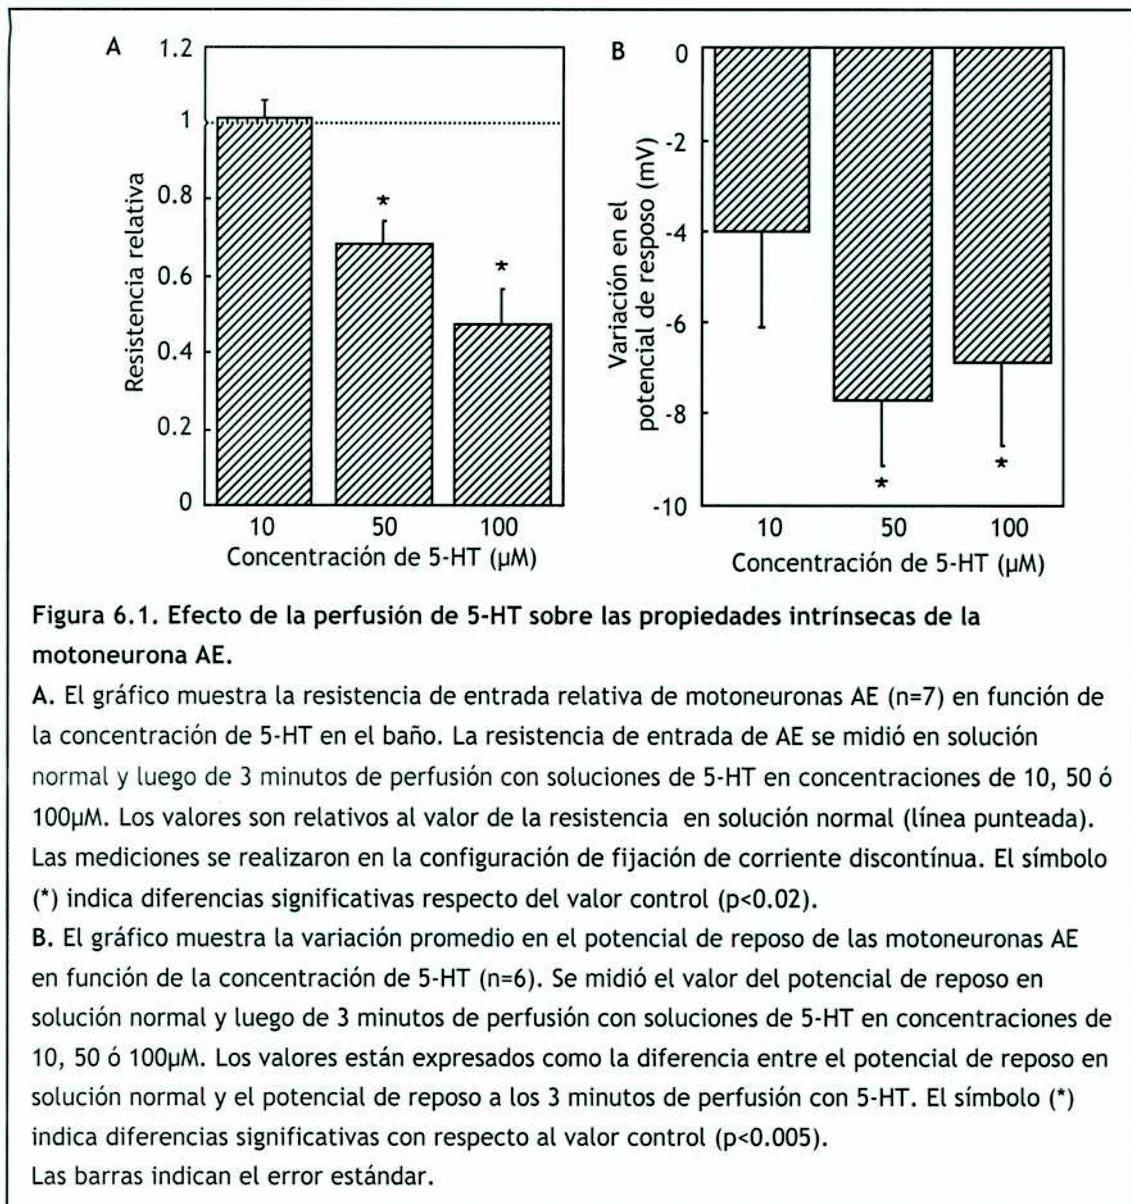 A
1.2
1
0.8
0.6
0.4
0.2
0
Resistencia relativa
*
*
10 50 100
Concentración de 5-HT (µM)
B
0
-2
-4
-6
-8
-10
Variación en el
potencial de resposo (mV)
*
*
10 50 100
Concentración de 5-HT (µM)
Figura 6.1. Efecto de la perfusión de 5-HT sobre las propiedades intrínsecas de la
motoneurona AE.
A. El gráfico muestra la resistencia de entrada relativa de motoneuronas AE (n=7) en función de
la concentración de 5-HT en el baño. La resistencia de entrada de AE se midió en solución
normal y luego de 3 minutos de perfusión con soluciones de 5-HT en concentraciones de 10, 50 ó
100µM. Los valores son relativos al valor de la resistencia en solución normal (línea punteada).
Las mediciones se realizaron en la configuración de fijación de corriente discontínua. El símbolo
(*) indica diferencias significativas respecto del valor control (p<0.02).
B. El gráfico muestra la variación promedio en el potencial de reposo de las motoneuronas AE
en función de la concentración de 5-HT (n=6). Se midió el valor del potencial de reposo en
solución normal y luego de 3 minutos de perfusión con soluciones de 5-HT en concentraciones de
10, 50 ó 100µM. Los valores están expresados como la diferencia entre el potencial de reposo en
solución normal y el potencial de reposo a los 3 minutos de perfusión con 5-HT. El símbolo (*)
indica diferencias significativas con respecto al valor control (p<0.005).
Las barras indican el error estándar.